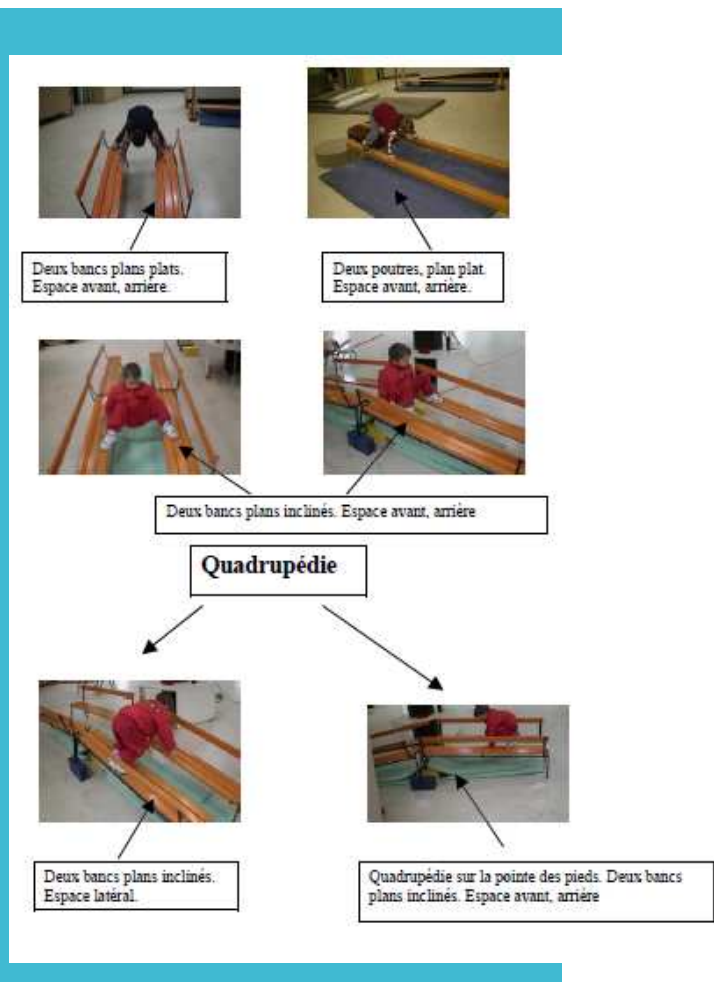 Deux bancs plans plats.
Espace avant, arrière.
Deux poutres, plan plat.
Espace avant, arrière.
Deux bancs plans inclinés. Espace avant, arrière
Quadrupédie
Deux bancs plans inclinés.
Espace latéral.
Quadrupédie sur la pointe des pieds. Deux bancs
plans inclinés. Espace avant, arrière